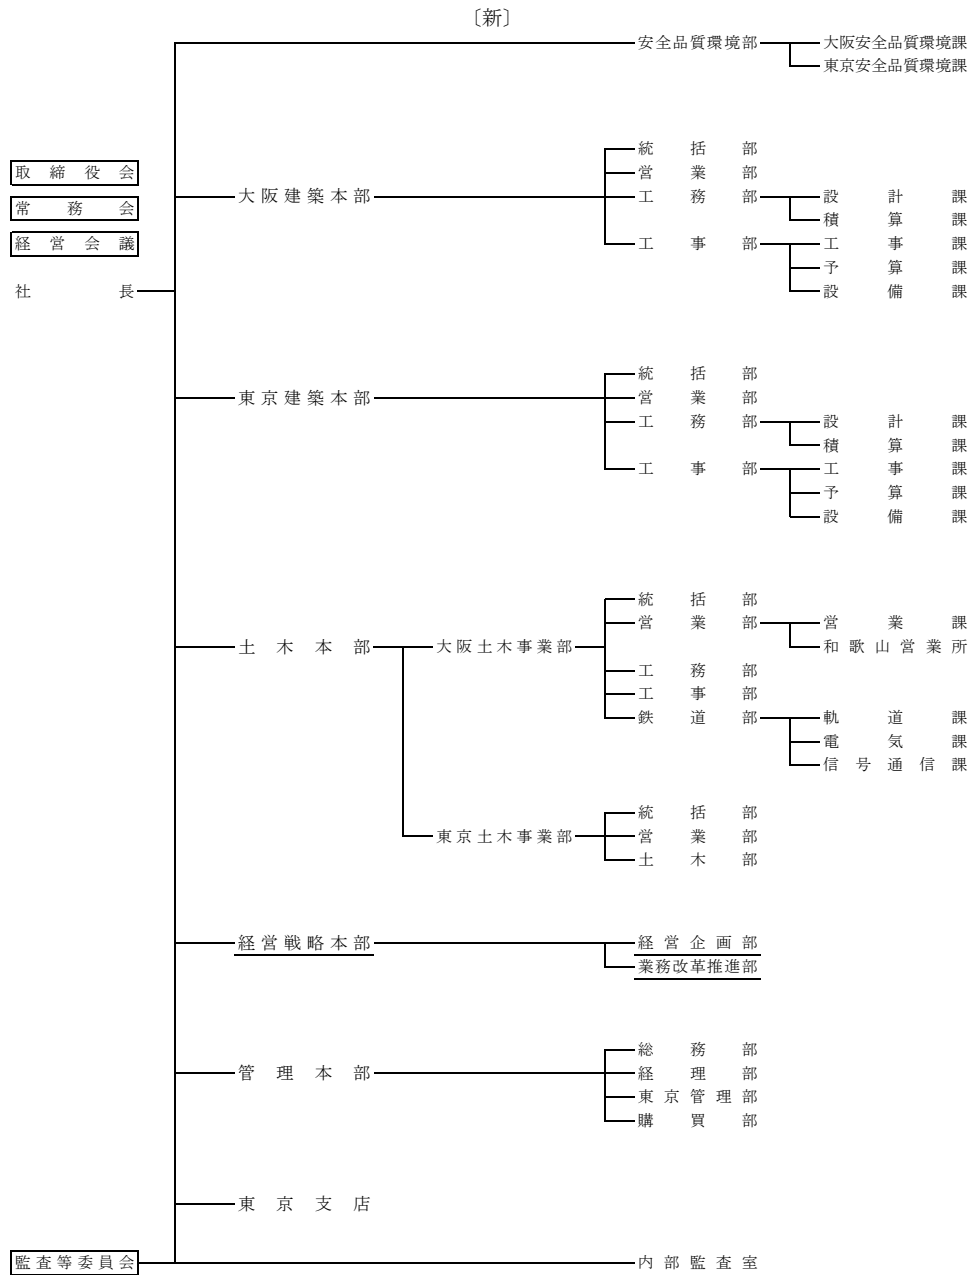 〔新〕
安全品質環境部 大阪安全品質環境課
東京安全品質環境課
統括部
取締役会 営業部
大阪建築本部 工務部 設計課
常務会 積算課
経営会議 工事部 工事課
予算課
社長 設備課
統括部
東京建築本部 営業部
工務部 設計課
積算課
工事部 工事課
予算課
設備課
統括部
営業部 営業課
土木本部 大阪土木事業部 和歌山営業所
工務部
工事部
鉄道部 軌道課
電気課
信号通信課
統括部
東京土木事業部 営業部
土木部
経営戦略本部 経営企画部
業務改革推進部
総務部
管理本部 経理部
東京管理部
購買部
東京支店
監査等委員会 内部監査室